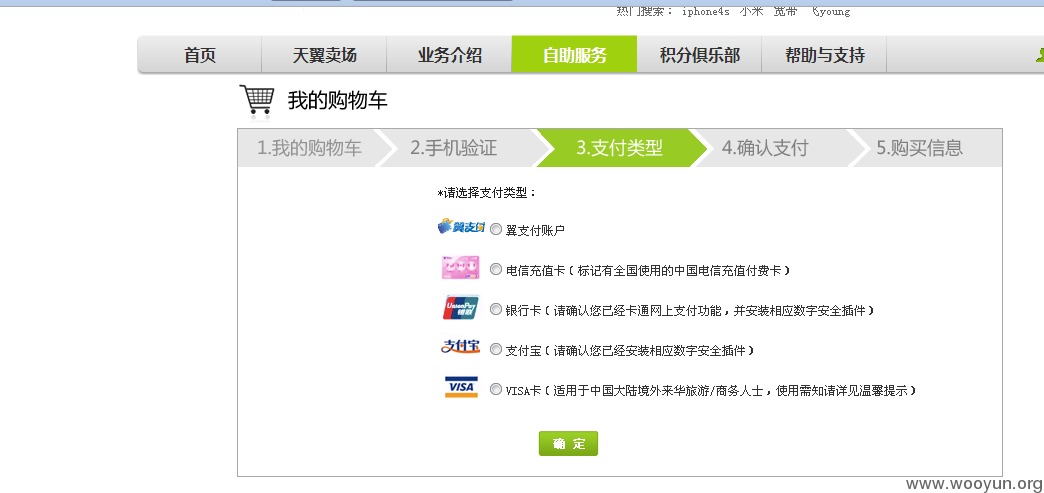 热门搜索： iphone4s 小米 宽带 飞young
首页 天翼卖场 业务介绍 自助服务 积分俱乐部 帮助与支持
我的购物车
1.我的购物车 2.手机验证 3.支付类型 4.确认支付 5.购买信息
*请选择支付类型：
翼支付 翼支付账户
电信充值卡（标记有全国使用的中国电信充值付费卡）
UnionPay 银联 银行卡（请确认您已经卡通网上支付功能，并安装相应数字安全插件）
支付宝 支付宝（请确认您已经安装相应数字安全插件）
VISA VISA卡（适用于中国大陆境外来华旅游/商务人士，使用需知请详见温馨提示）
确 定
www.wooyun.org